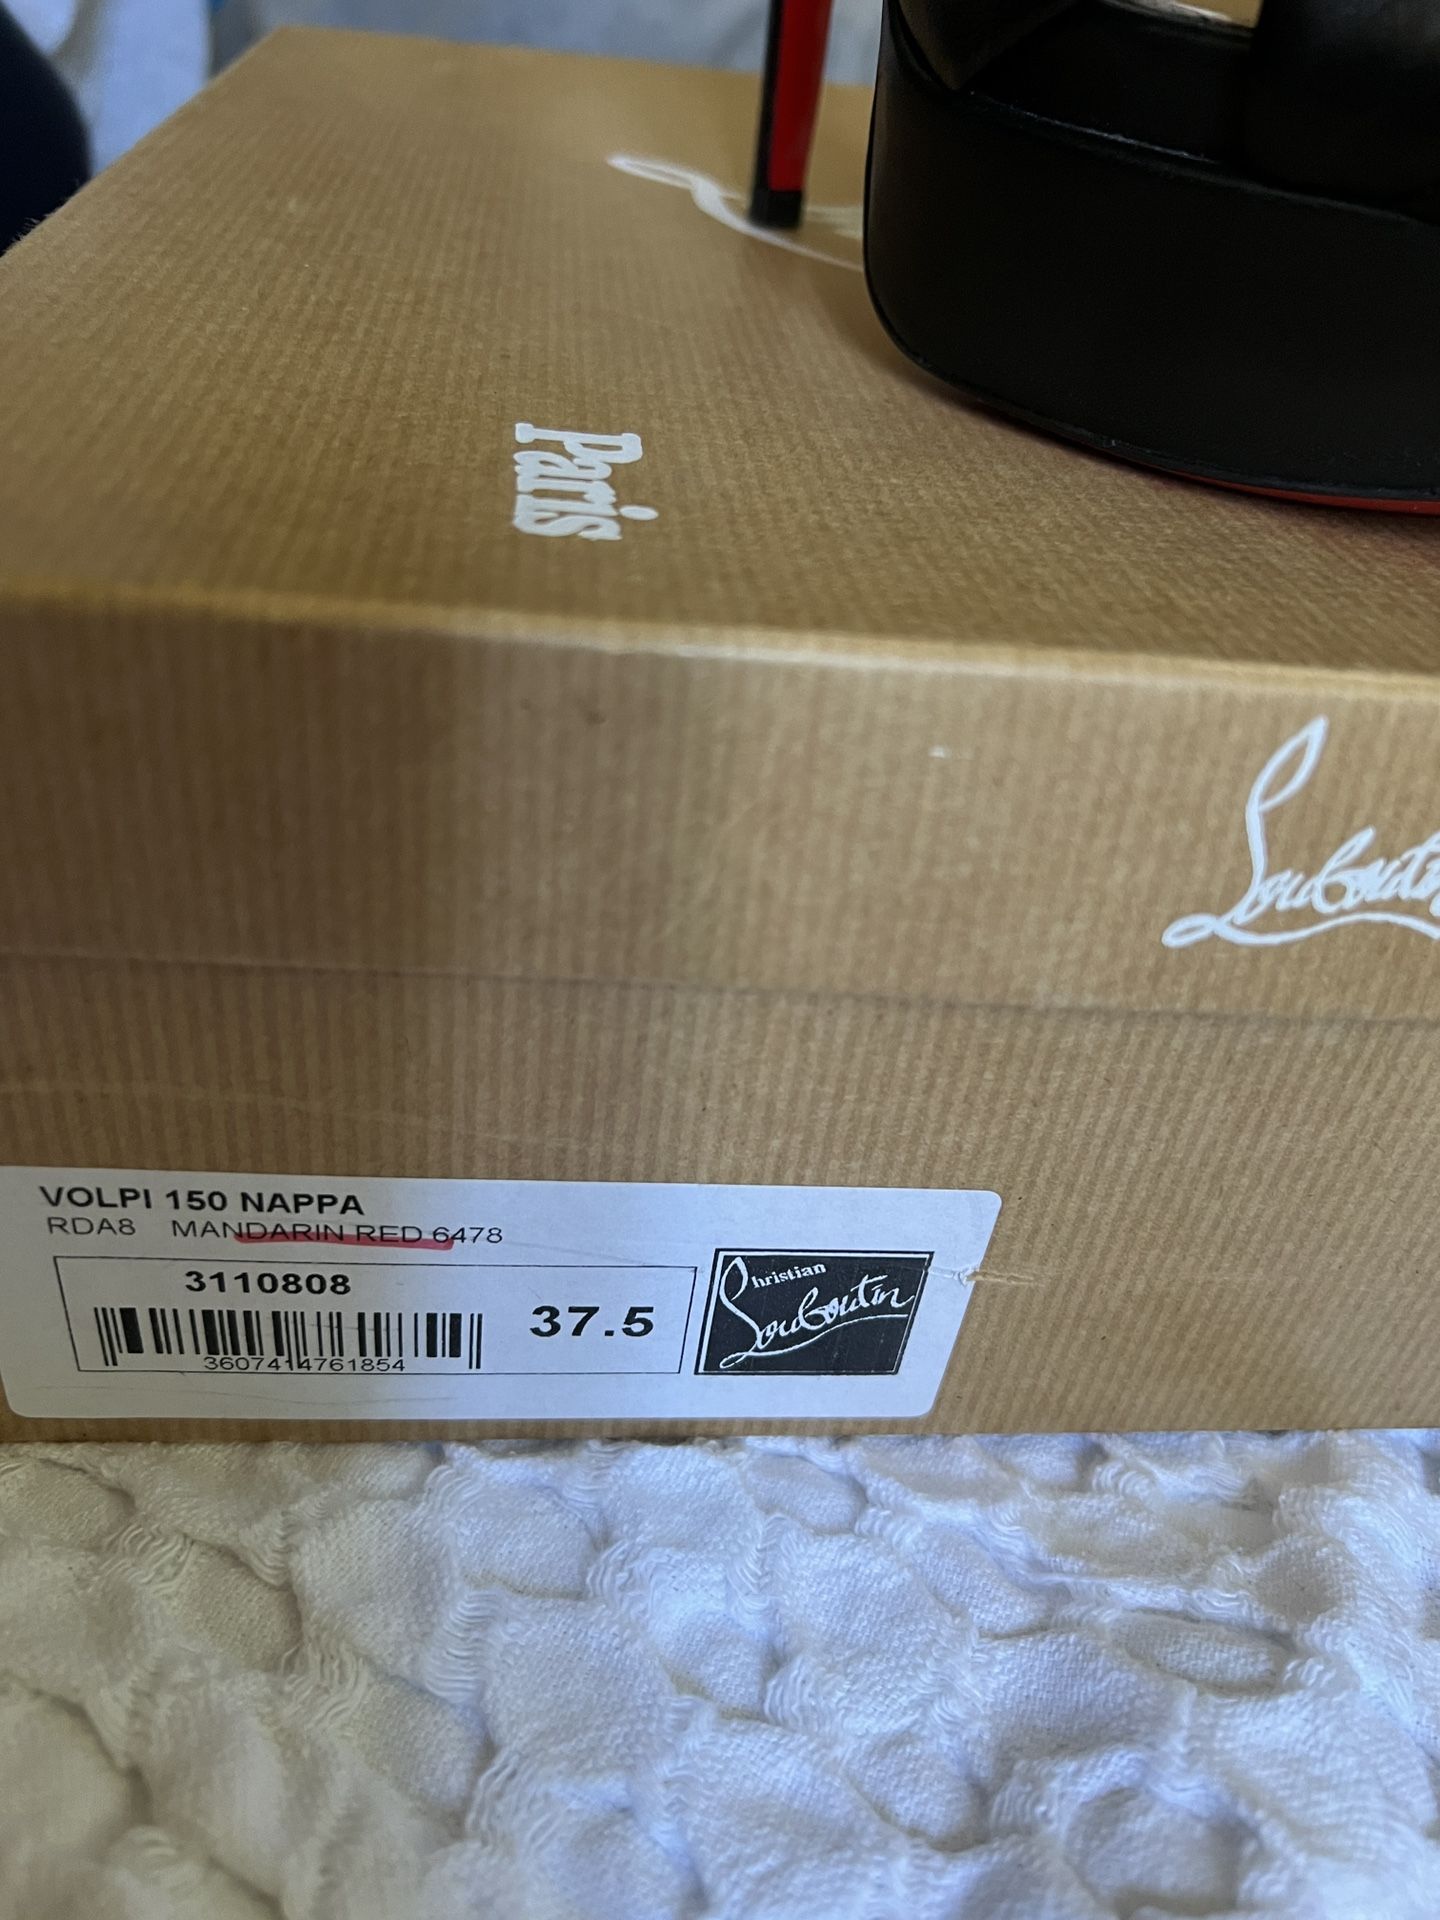 Paris
Louboutin
VOLPI 150 NAPPA
RDA8 MANDARIN RED 6478
3110808
37.5
3607414761854
Christian
Louboutin